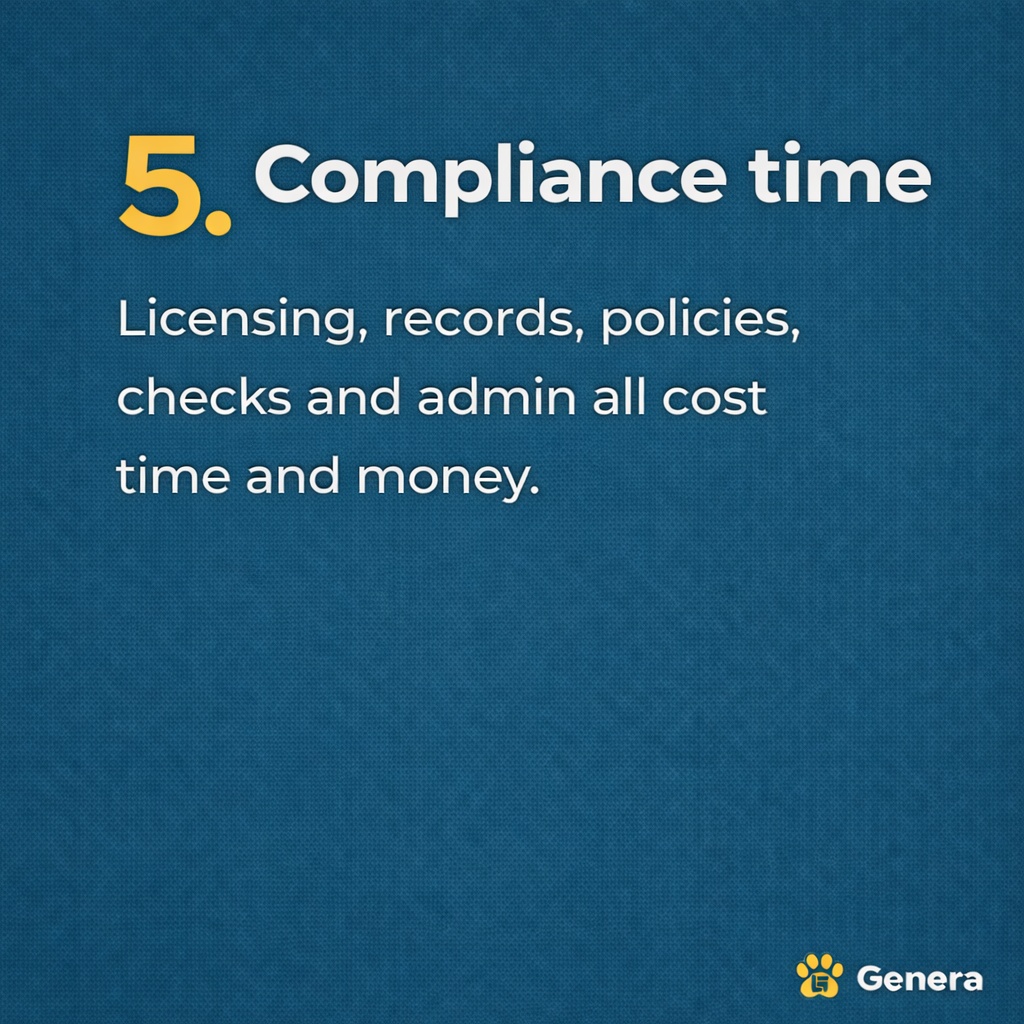 5. Compliance time
Licensing, records, policies,
checks and admin all cost
time and money.
Genera